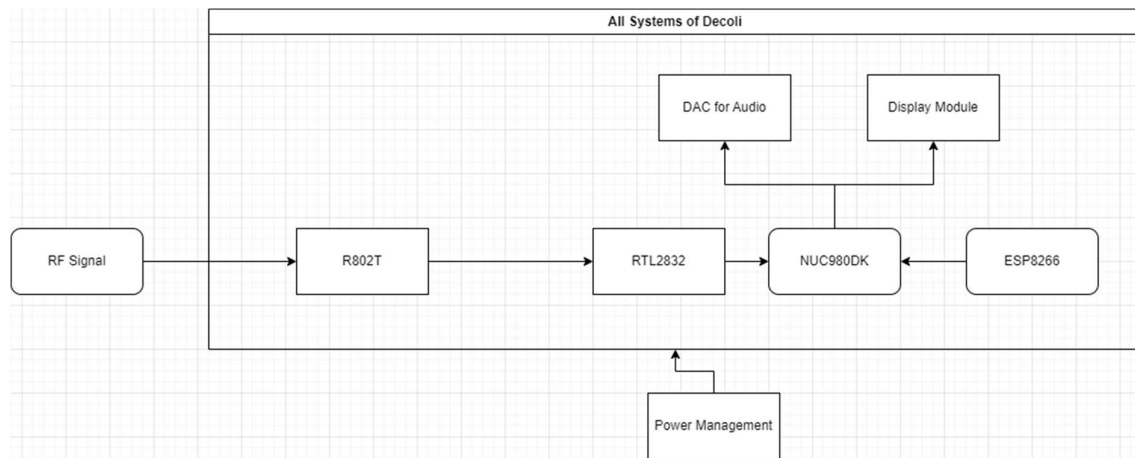 All Systems of Decoli
DAC for Audio
Display Module
RF Signal
R802T
RTL2832
NUC980DK
ESP8266
Power Management